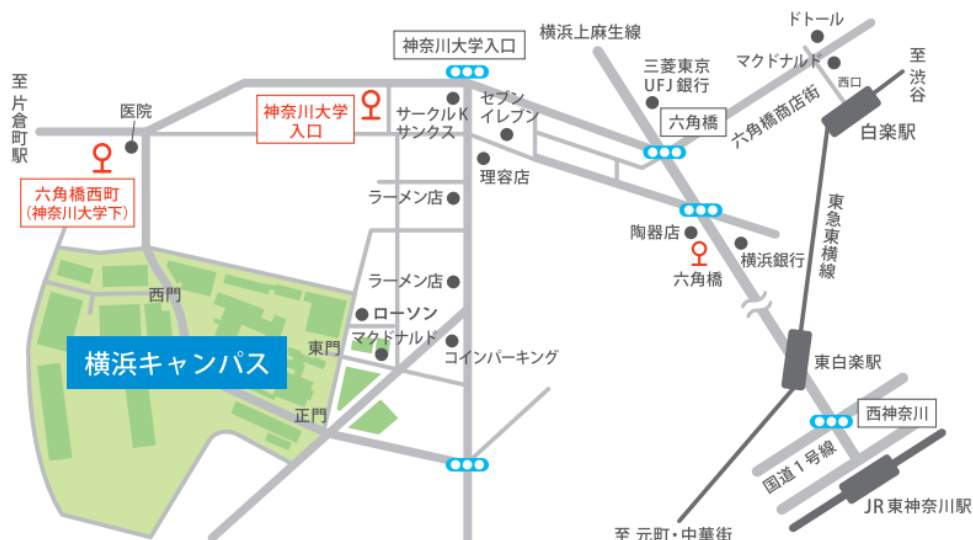 神奈川大学入口
横浜上麻生線
ドトール
マクドナルド
西口
至 渋谷
三菱東京
UFJ 銀行
六角橋
六角橋商店街
白楽駅
至 片倉町駅
医院
神奈川大学
入口
サークルK
サンクス
セブン
イレブン
理容店
六角橋西町
(神奈川大学下)
ラーメン店
陶器店
六角橋
横浜銀行
東急東横線
ラーメン店
西門
ローソン
マクドナルド
東門
コインパーキング
横浜キャンパス
正門
東白楽駅
西神奈川
国道1号線
JR 東神奈川駅
至 元町・中華街